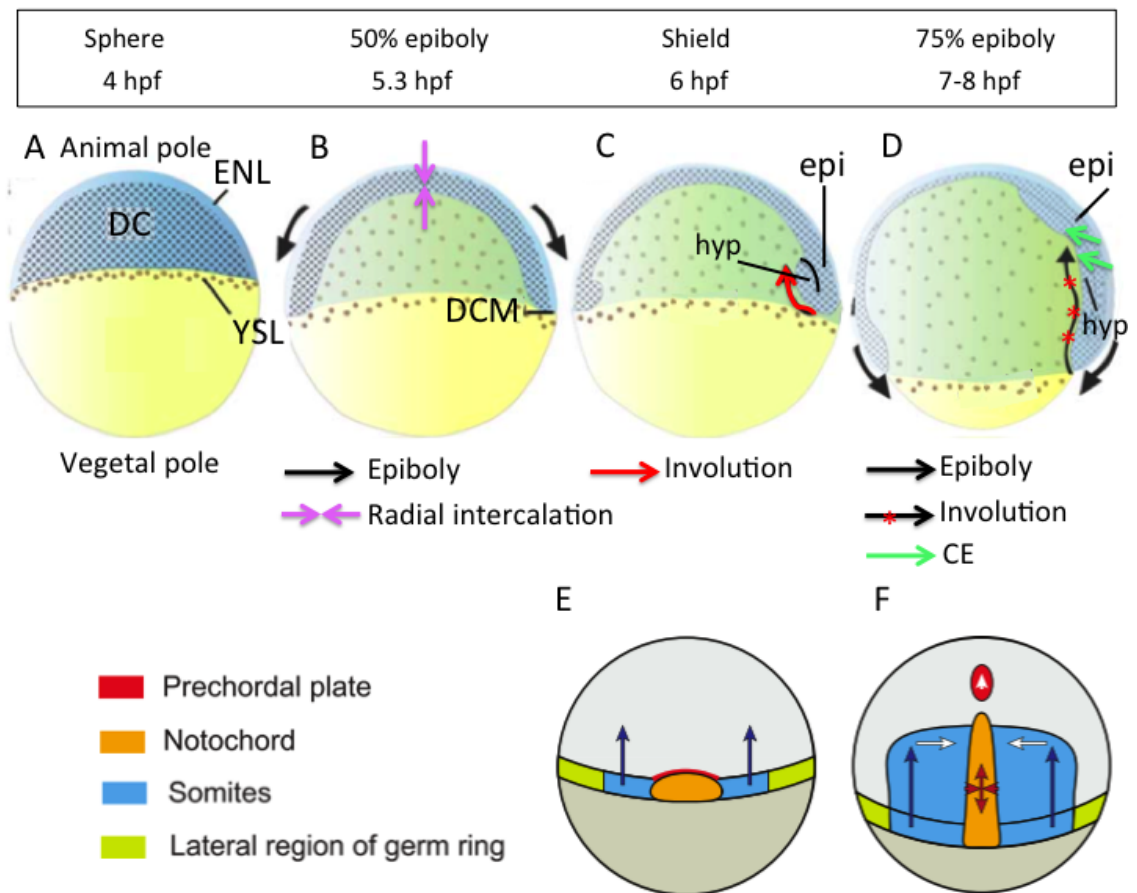 Sphere
4 hpf
50% epiboly
5.3 hpf
Shield
6 hpf
75% epiboly
7-8 hpf
A
Animal pole
ENL
DC
YSL
Vegetal pole
B
DCM
Epiboly
Radial intercalation
C
epi
hyp
Involution
D
epi
hyp
Epiboly
*Involution
CE
E
F
Prechordal plate
Notochord
Somites
Lateral region of germ ring